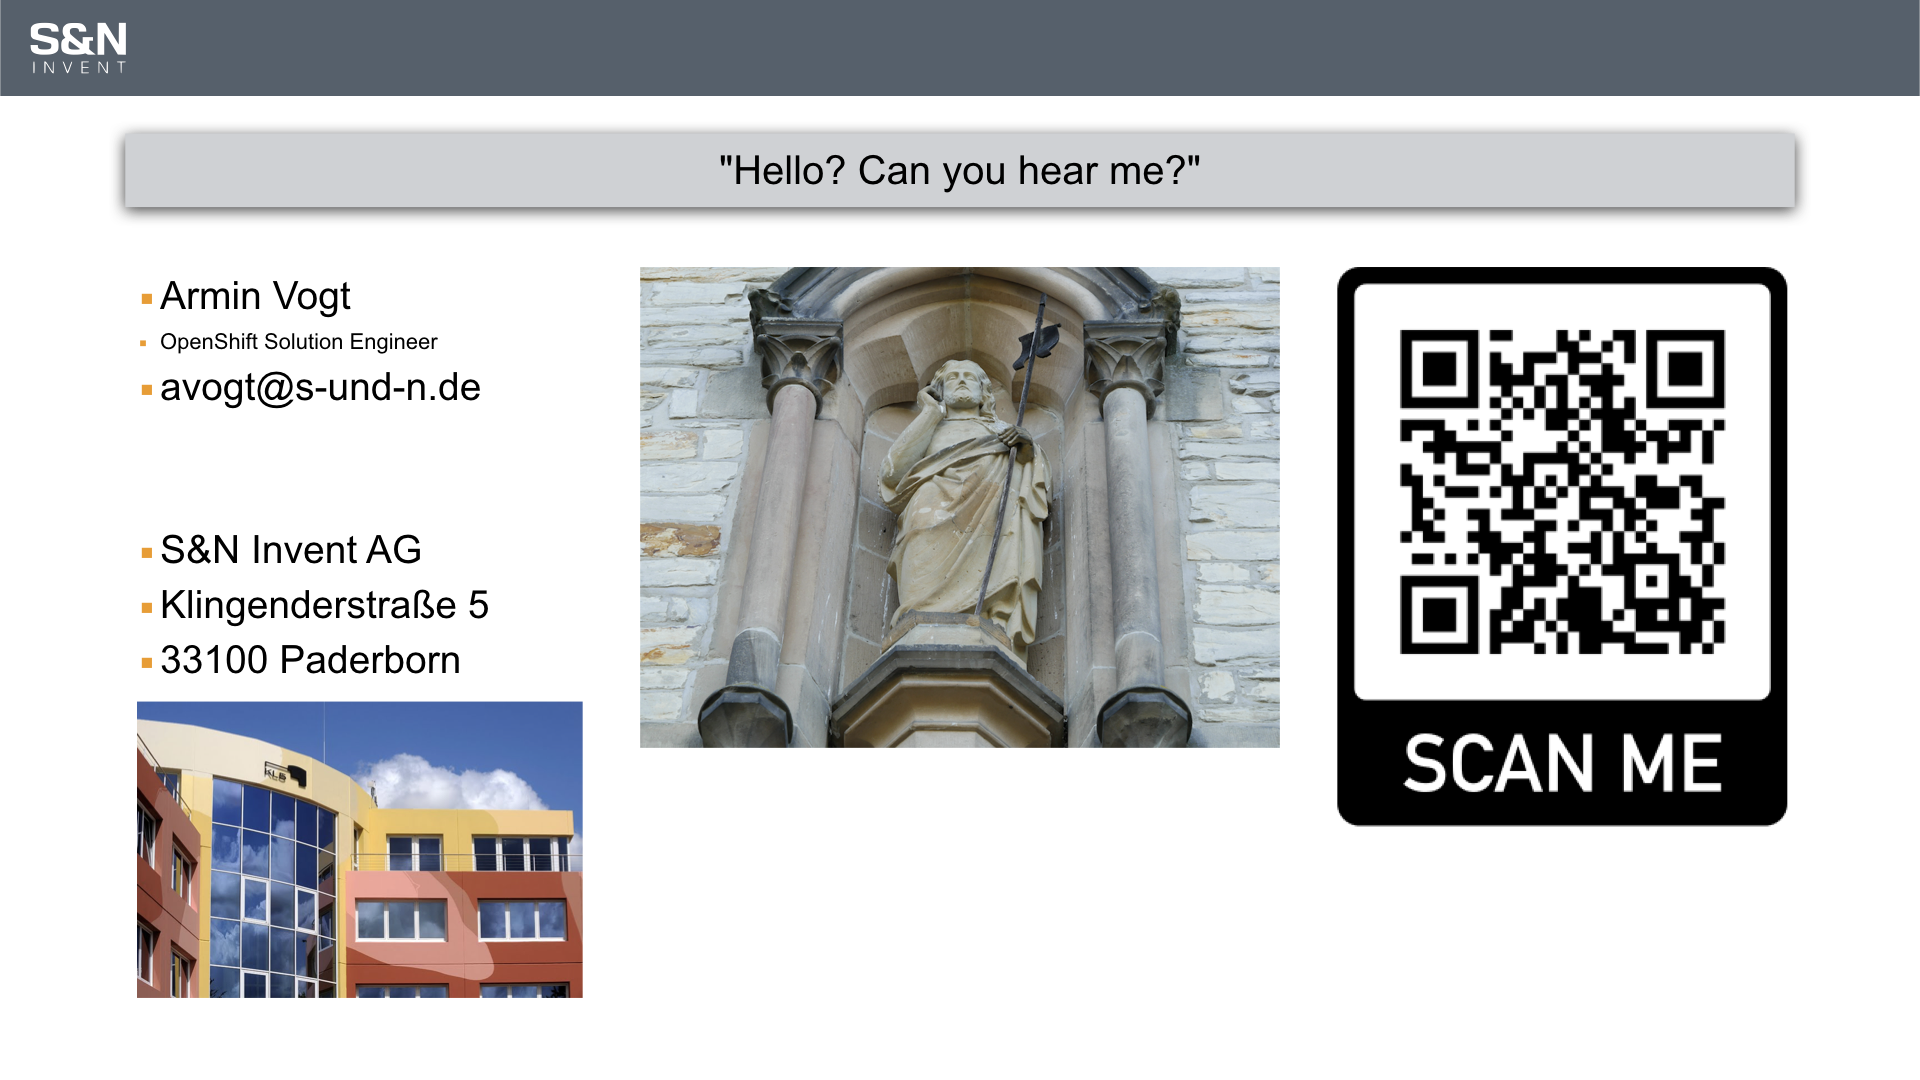 S&N
INVENT
"Hello? Can you hear me?"
Armin Vogt
OpenShift Solution Engineer
avogt@s-und-n.de
S&N Invent AG
Klingenderstraße 5
33100 Paderborn
SCAN ME